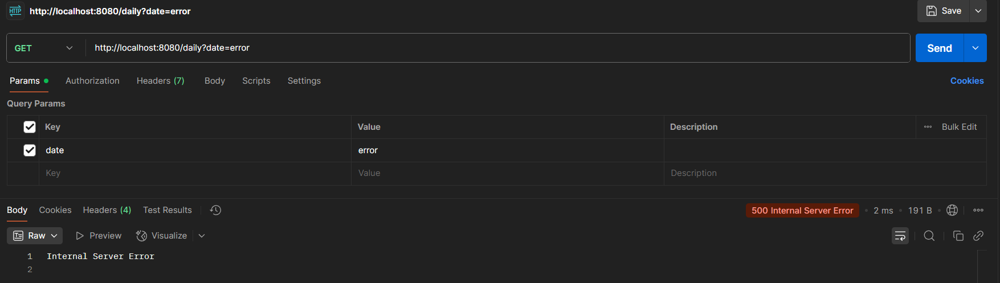 HTTP http://localhost:8080/daily?date=error Save
GET http://localhost:8080/daily?date=error Send
Params Authorization Headers (7) Body Scripts Settings Cookies
Query Params
Key Value Description Bulk Edit
date error
Key Value Description
Body Cookies Headers (4) Test Results 500 Internal Server Error • 2 ms • 191 B •
Raw Preview Visualize
1 Internal Server Error
2